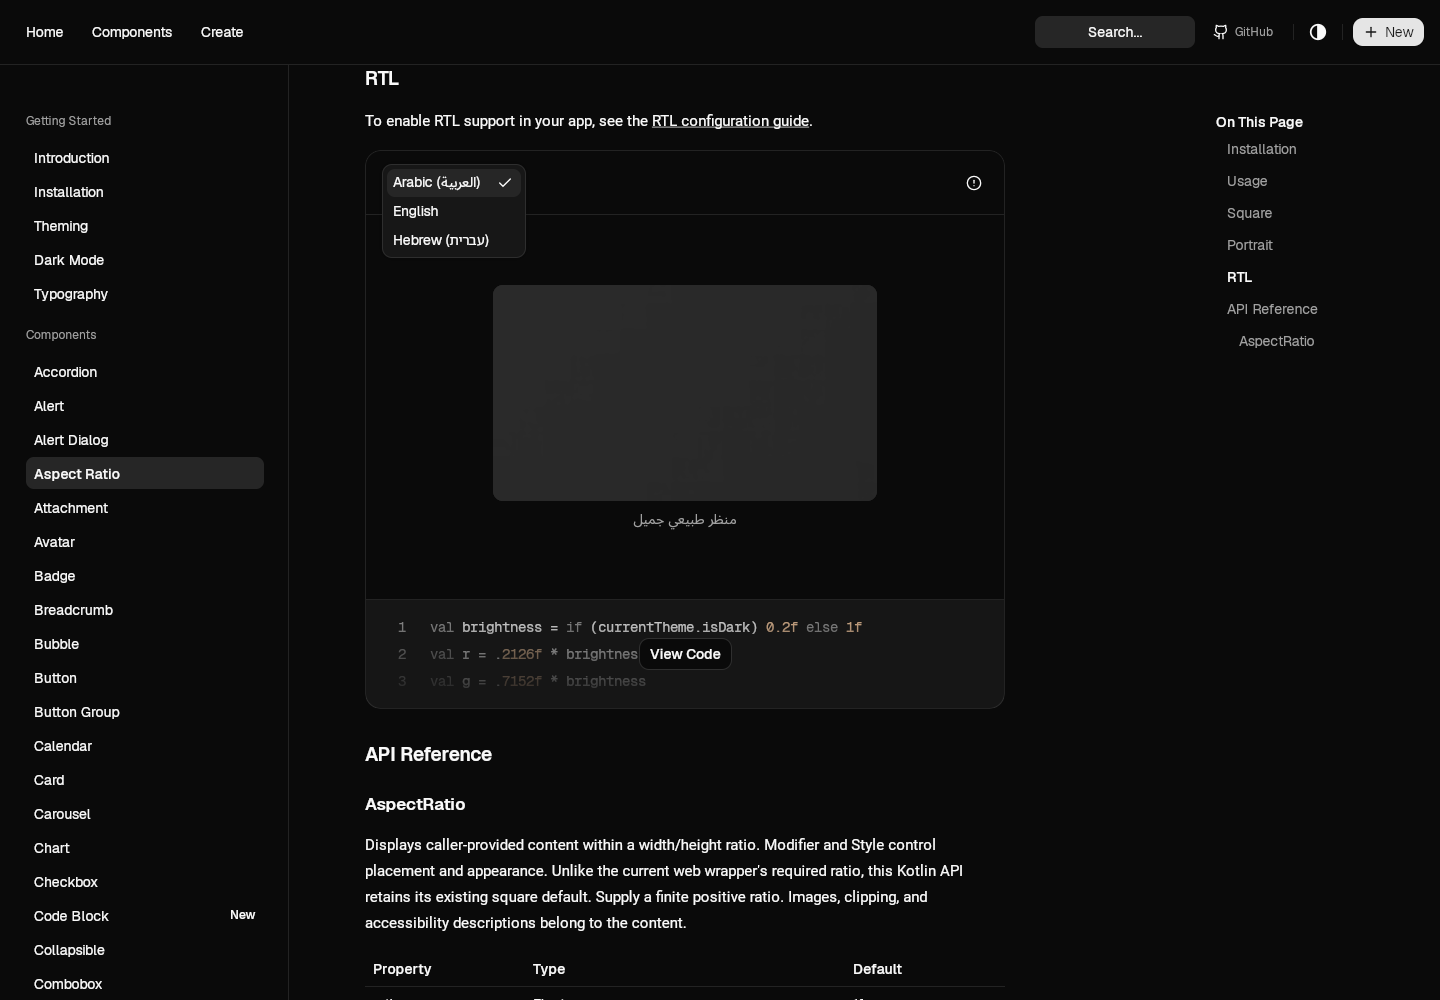 Home
Components
Create
Search...
GitHub
New
Getting Started
Introduction
Installation
Theming
Dark Mode
Typography
Components
Accordion
Alert
Alert Dialog
Aspect Ratio
Attachment
Avatar
Badge
Breadcrumb
Bubble
Button
Button Group
Calendar
Card
Carousel
Chart
Checkbox
Code Block New
Collapsible
Combobox
RTL
To enable RTL support in your app, see the RTL configuration guide.
Arabic (العربية)
English
Hebrew (עברית)
منظر طبيعي جميل
1 val brightness = if (currentTheme.isDark) 0.2f else 1f
2 val r = .2126f * brightnes
View Code
3 val g = .7152f * brightness
API Reference
AspectRatio
Displays caller-provided content within a width/height ratio. Modifier and Style control
placement and appearance. Unlike the current web wrapper's required ratio, this Kotlin API
retains its existing square default. Supply a finite positive ratio. Images, clipping, and
accessibility descriptions belong to the content.
Property Type Default
On This Page
Installation
Usage
Square
Portrait
RTL
API Reference
AspectRatio